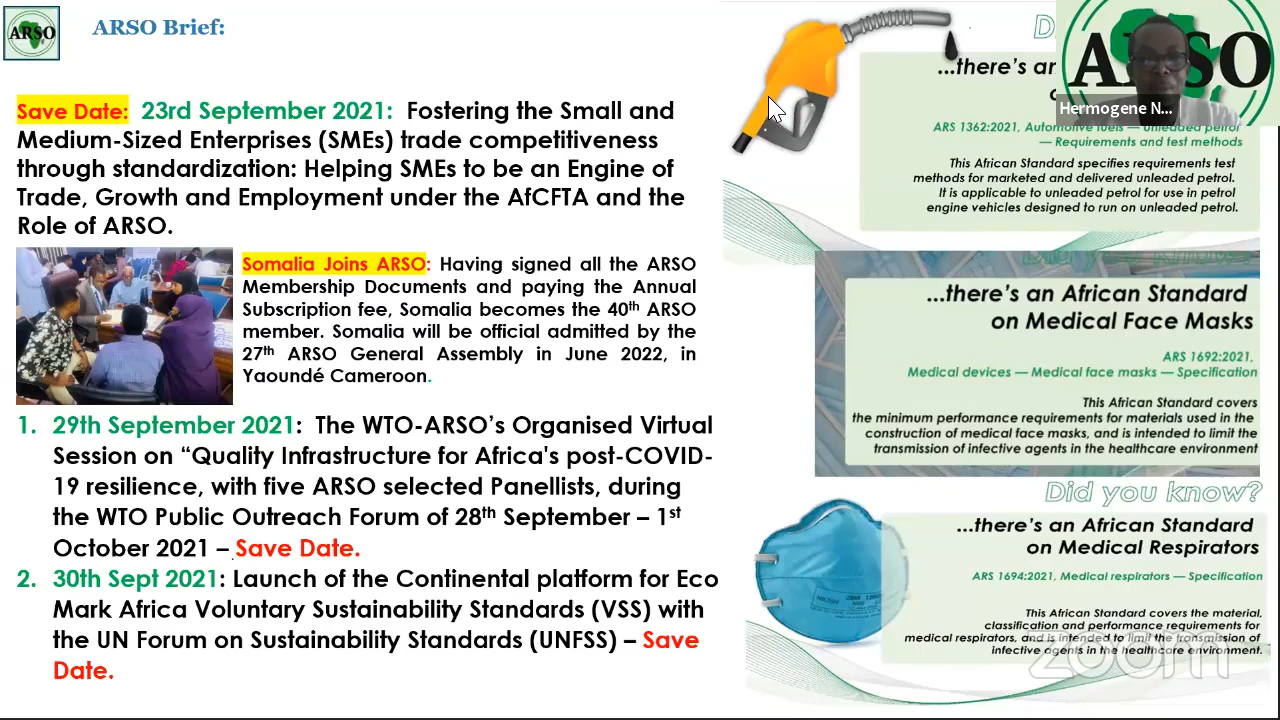 ARSO
ARSO Brief:
Save Date: 23rd September 2021: Fostering the Small and
Medium-Sized Enterprises (SMEs) trade competitiveness
through standardization: Helping SMEs to be an Engine of
Trade, Growth and Employment under the AfCFTA and the
Role of ARSO.
Somalia Joins ARSO: Having signed all the ARSO
Membership Documents and paying the Annual
Subscription fee, Somalia becomes the 40th ARSO
member. Somalia will be official admitted by the
27th ARSO General Assembly in June 2022, in
Yaoundé Cameroon.
1. 29th September 2021: The WTO-ARSO’s Organised Virtual
Session on “Quality Infrastructure for Africa's post-COVID-
19 resilience, with five ARSO selected Panellists, during
the WTO Public Outreach Forum of 28th September – 1st
October 2021 – Save Date.
2. 30th Sept 2021: Launch of the Continental platform for Eco
Mark Africa Voluntary Sustainability Standards (VSS) with
the UN Forum on Sustainability Standards (UNFSS) – Save
Date.
...there's an
ARSO
Hermogene N...
ARS 1362:2021, Automotive fuels — unleaded petrol
— Requirements and test methods
This African Standard specifies requirements test
methods for marketed and delivered unleaded petrol.
It is applicable to unleaded petrol for use in petrol
engine vehicles designed to run on unleaded petrol.
Did you know?
...there's an African Standard
on Medical Face Masks
ARS 1692:2021,
Medical devices — Medical face masks — Specification
This African Standard covers
the minimum performance requirements for materials used in the
construction of medical face masks, and is intended to limit the
transmission of infective agents in the healthcare environment
Did you know?
...there's an African Standard
on Medical Respirators
ARS 1694:2021, Medical respirators — Specification
This African Standard covers the material,
classification and performance requirements for
medical respirators, and is intended to limit the transmission of
infective agents in the healthcare environment.
zoom